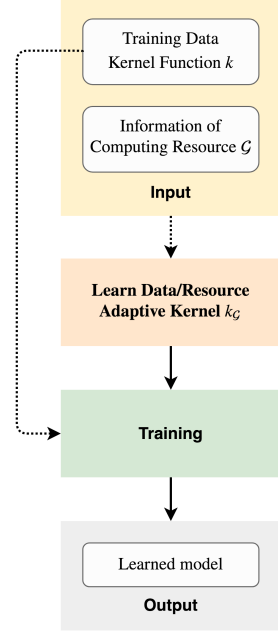 Training Data
Kernel Function k
Information of
Computing Resource 𝒢
Input
Learn Data/Resource
Adaptive Kernel k𝒢
Training
Learned model
Output